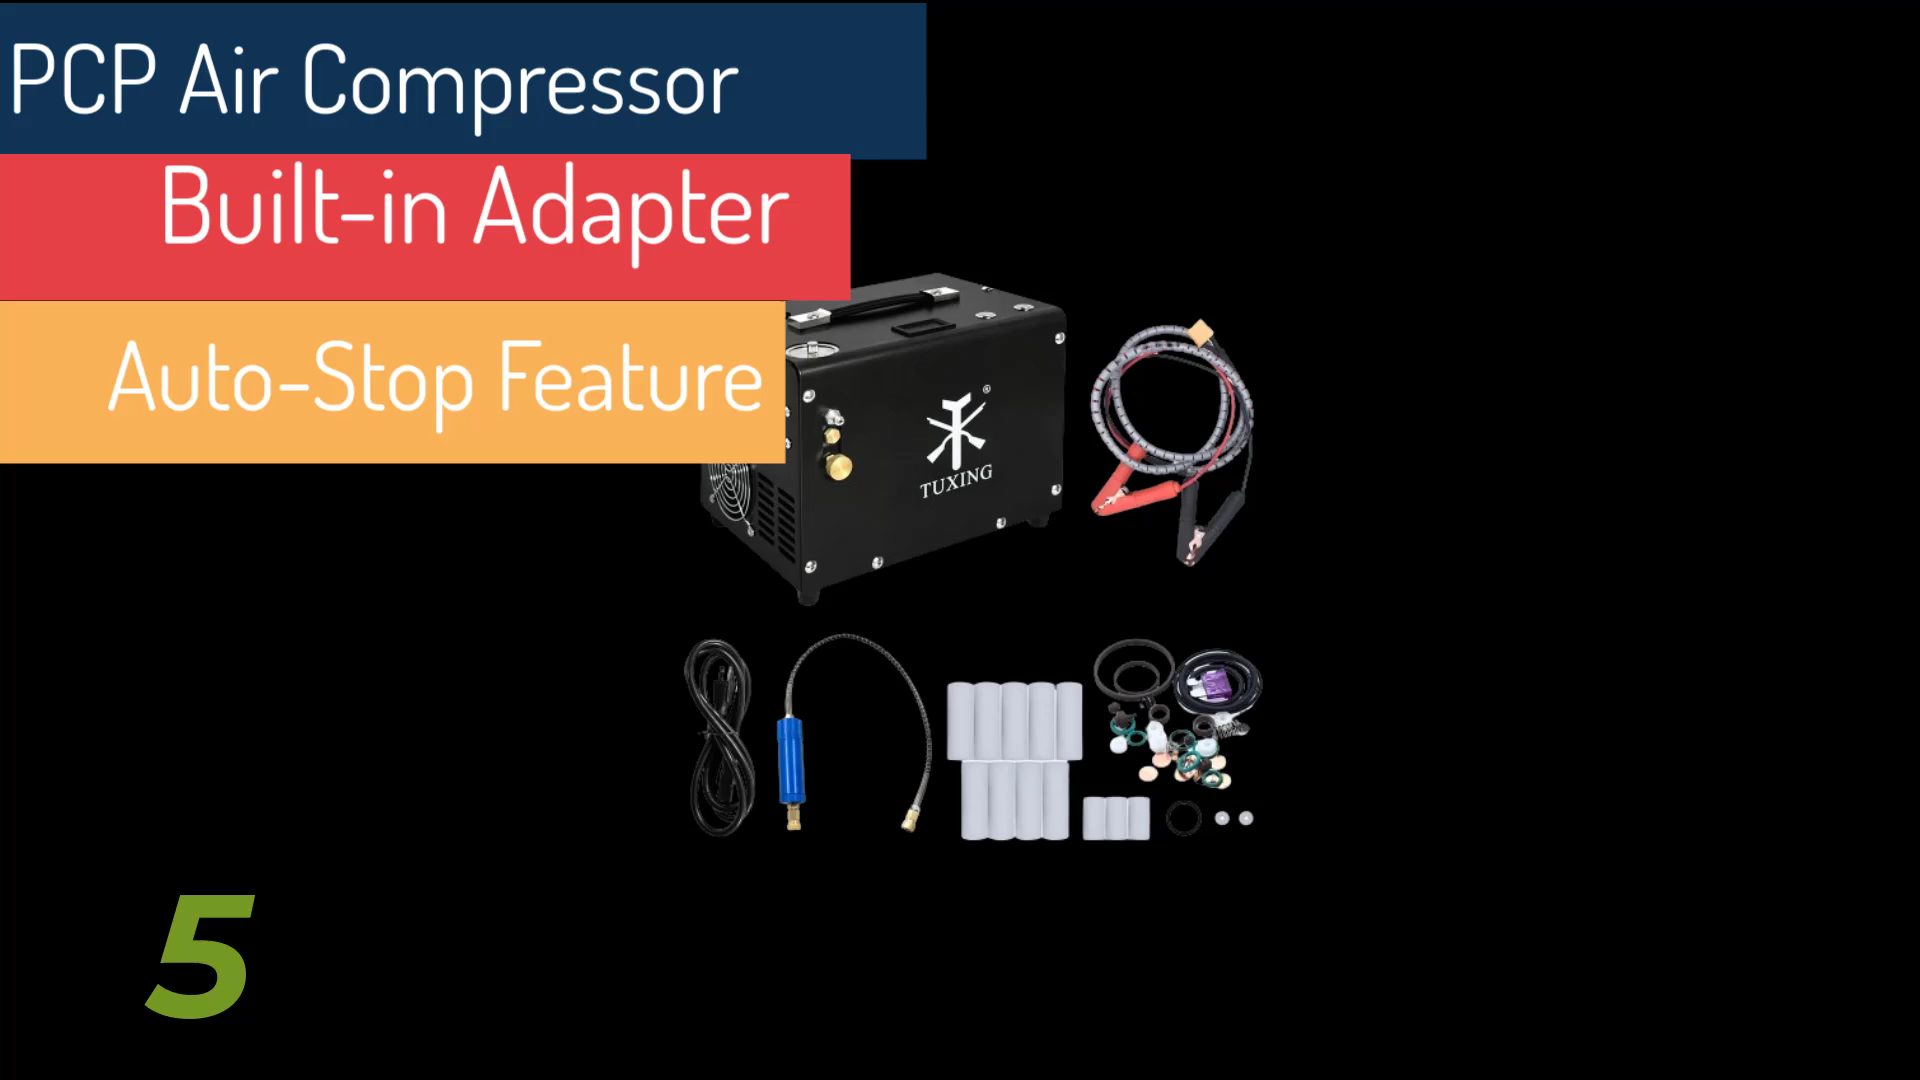 PCP Air Compressor
Built-in Adapter
Auto-Stop Feature
®
TUXING
5